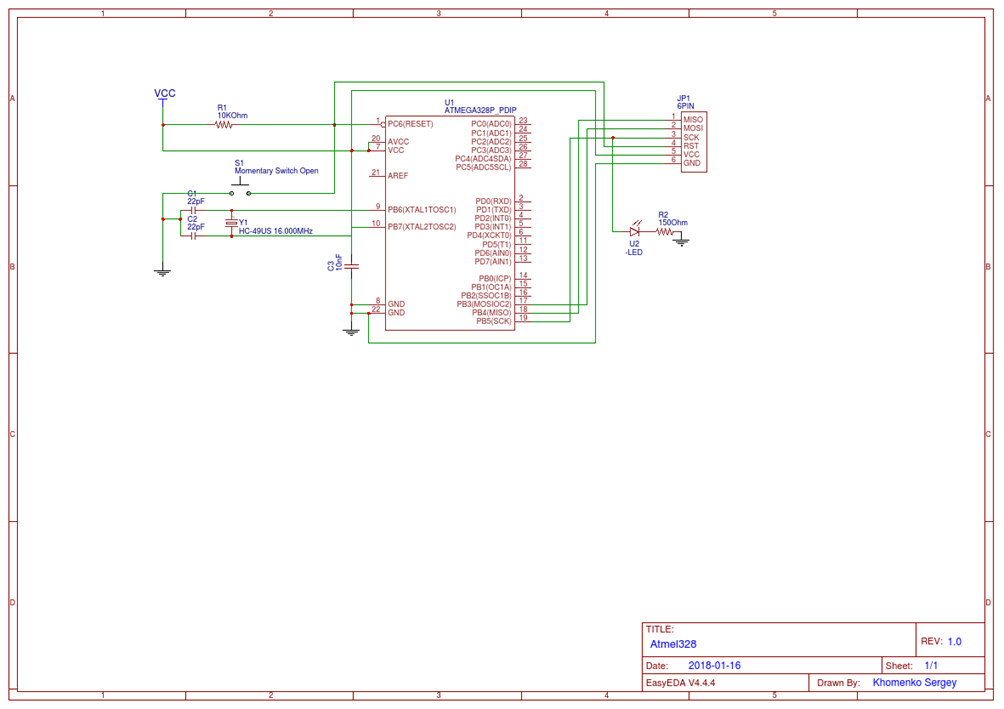 1 2 3 4 5
A A
B B
C C
D D
VCC
R1
10KOhm
S1
Momentary Switch Open
C1
22pF
C2
22pF
Y1
HC-49US 16.000MHz
C3
10nF
U1
ATMEGA328P_PDIP
1 PC6(RESET)
20 AVCC
7 VCC
21 AREF
9 PB6(XTAL1TOSC1)
10 PB7(XTAL2TOSC2)
8 GND
22 GND
PC0(ADC0) 23
PC1(ADC1) 24
PC2(ADC2) 25
PC3(ADC3) 26
PC4(ADC4SDA) 27
PC5(ADC5SCL) 28
PD0(RXD) 2
PD1(TXD) 3
PD2(INT0) 4
PD3(INT1) 5
PD4(XCKT0) 6
PD5(T1) 11
PD6(AIN0) 12
PD7(AIN1) 13
PB0(ICP) 14
PB1(OC1A) 15
PB2(SSOC1B) 16
PB3(MOSIOC2) 17
PB4(MISO) 18
PB5(SCK) 19
JP1
6PIN
1 MISO
2 MOSI
3 SCK
4 RST
5 VCC
6 GND
U2
-LED
R2
150Ohm
TITLE:
Atmel328
REV: 1.0
Date: 2018-01-16
Sheet: 1/1
EasyEDA V4.4.4
Drawn By: Khomenko Sergey
1 2 3 4 5